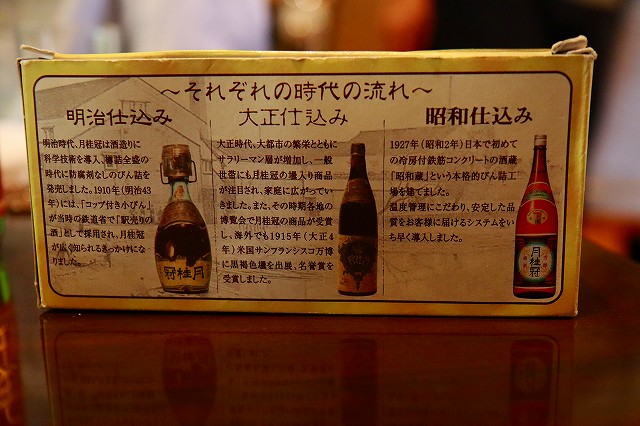 〜それぞれの時代の流れ〜
明治仕込み
明治時代、月桂冠は酒造りに
科学技術を導入、樽詰全盛の
時代に防腐剤なしのびん詰を
発売しました。1910年(明治43
年)には、「コップ付き小びん」
が当時の鉄道省で「駅売りの
酒」として採用され、月桂冠
が広く知られるきっかけにな
りました。
月桂冠
大正仕込み
大正時代、大都市の繁栄とともに
サラリーマン層が増加し、一般
世帯にも月桂冠の壜入り商品
が注目され、家庭に広がってい
きました。また、その時期各地の
博覧会で月桂冠の商品が受賞
し、海外でも1915年(大正4
年)米国サンフランシスコ万博
に黒褐色壜を出展、名誉賞を
受賞しました。
昭和仕込み
1927年(昭和2年)日本で初めて
の冷房付鉄筋コンクリートの酒蔵
「昭和蔵」という本格的びん詰工
場を建てました。
温度管理にこだわり、安定した品
質をお客様に届けるシステムをい
ち早く導入しました。
月桂冠